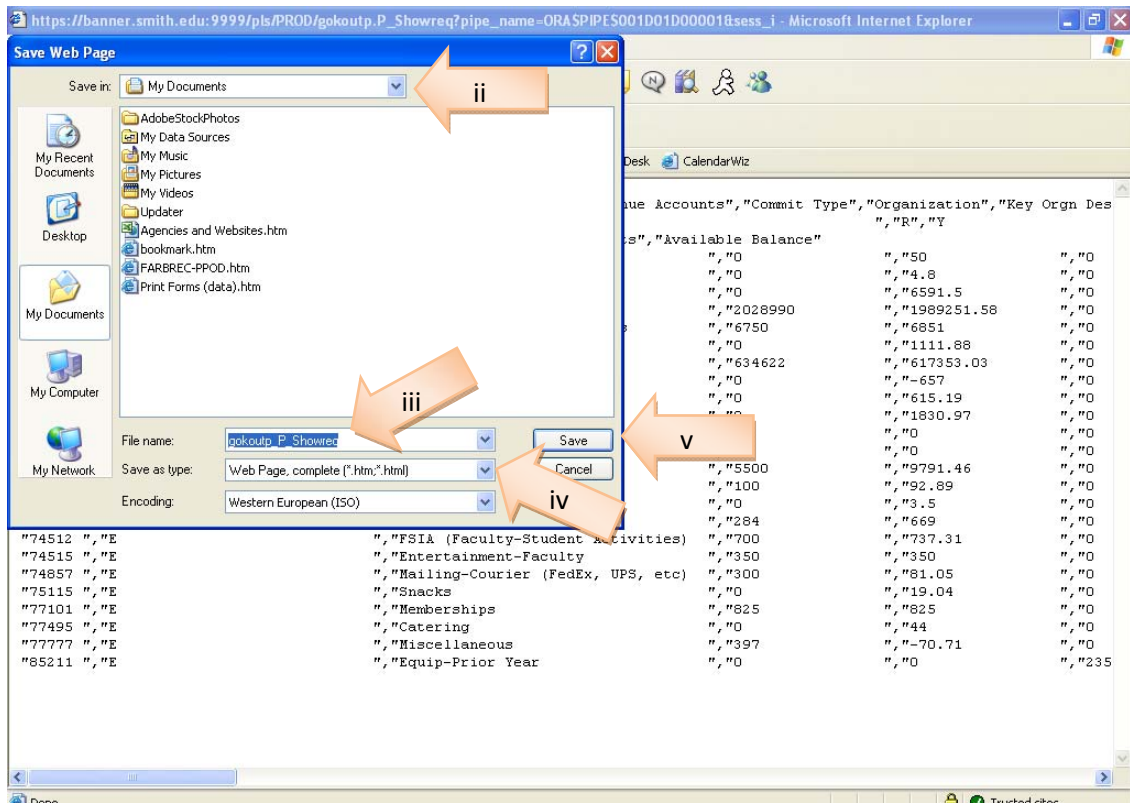 https://banner.smith.edu:9999/pls/PROD/gokoutp.P_Showreq?pipe_name=ORA$PIPE$001D01D00001&sess_i - Microsoft Internet Explorer
Save Web Page
Save in: My Documents
ii
My Recent Documents
Desktop
My Documents
My Computer
My Network
AdobeStockPhotos
My Data Sources
My Music
My Pictures
My Videos
Updater
Agencies and Websites.htm
bookmark.htm
FARBREC-PPOD.htm
Print Forms (data).htm
iii
File name: gokoutp_P_Showreq
Save
v
Save as type: Web Page, complete (*.htm;*.html)
Cancel
iv
Encoding: Western European (ISO)
Desk CalendarWiz
Accounts","Commit Type","Organization","Key Orgn Des
","R","Y
","Available Balance"
","0 ","50 ","0
","0 ","4.8 ","0
","0 ","6591.5 ","0
","2028990 ","1989251.58 ","0
","6750 ","6851 ","0
","0 ","1111.88 ","0
","634622 ","617353.03 ","0
","0 ","-657 ","0
","0 ","615.19 ","0
","1830.97 ","0
","0 ","0
","0 ","0
","5500 ","9791.46 ","0
","100 ","92.89 ","0
","0 ","3.5 ","0
","284 ","669 ","0
"74512 ","E ","FSIA (Faculty-Student Activities) ","700 ","737.31 ","0
"74515 ","E ","Entertainment-Faculty ","350 ","350 ","0
"74857 ","E ","Mailing-Courier (FedEx, UPS, etc) ","300 ","81.05 ","0
"75115 ","E ","Snacks ","0 ","19.04 ","0
"77101 ","E ","Memberships ","825 ","825 ","0
"77495 ","E ","Catering ","0 ","44 ","0
"77777 ","E ","Miscellaneous ","397 ","-70.71 ","0
"85211 ","E ","Equip-Prior Year ","0 ","0 ","235
Done
Trusted sites